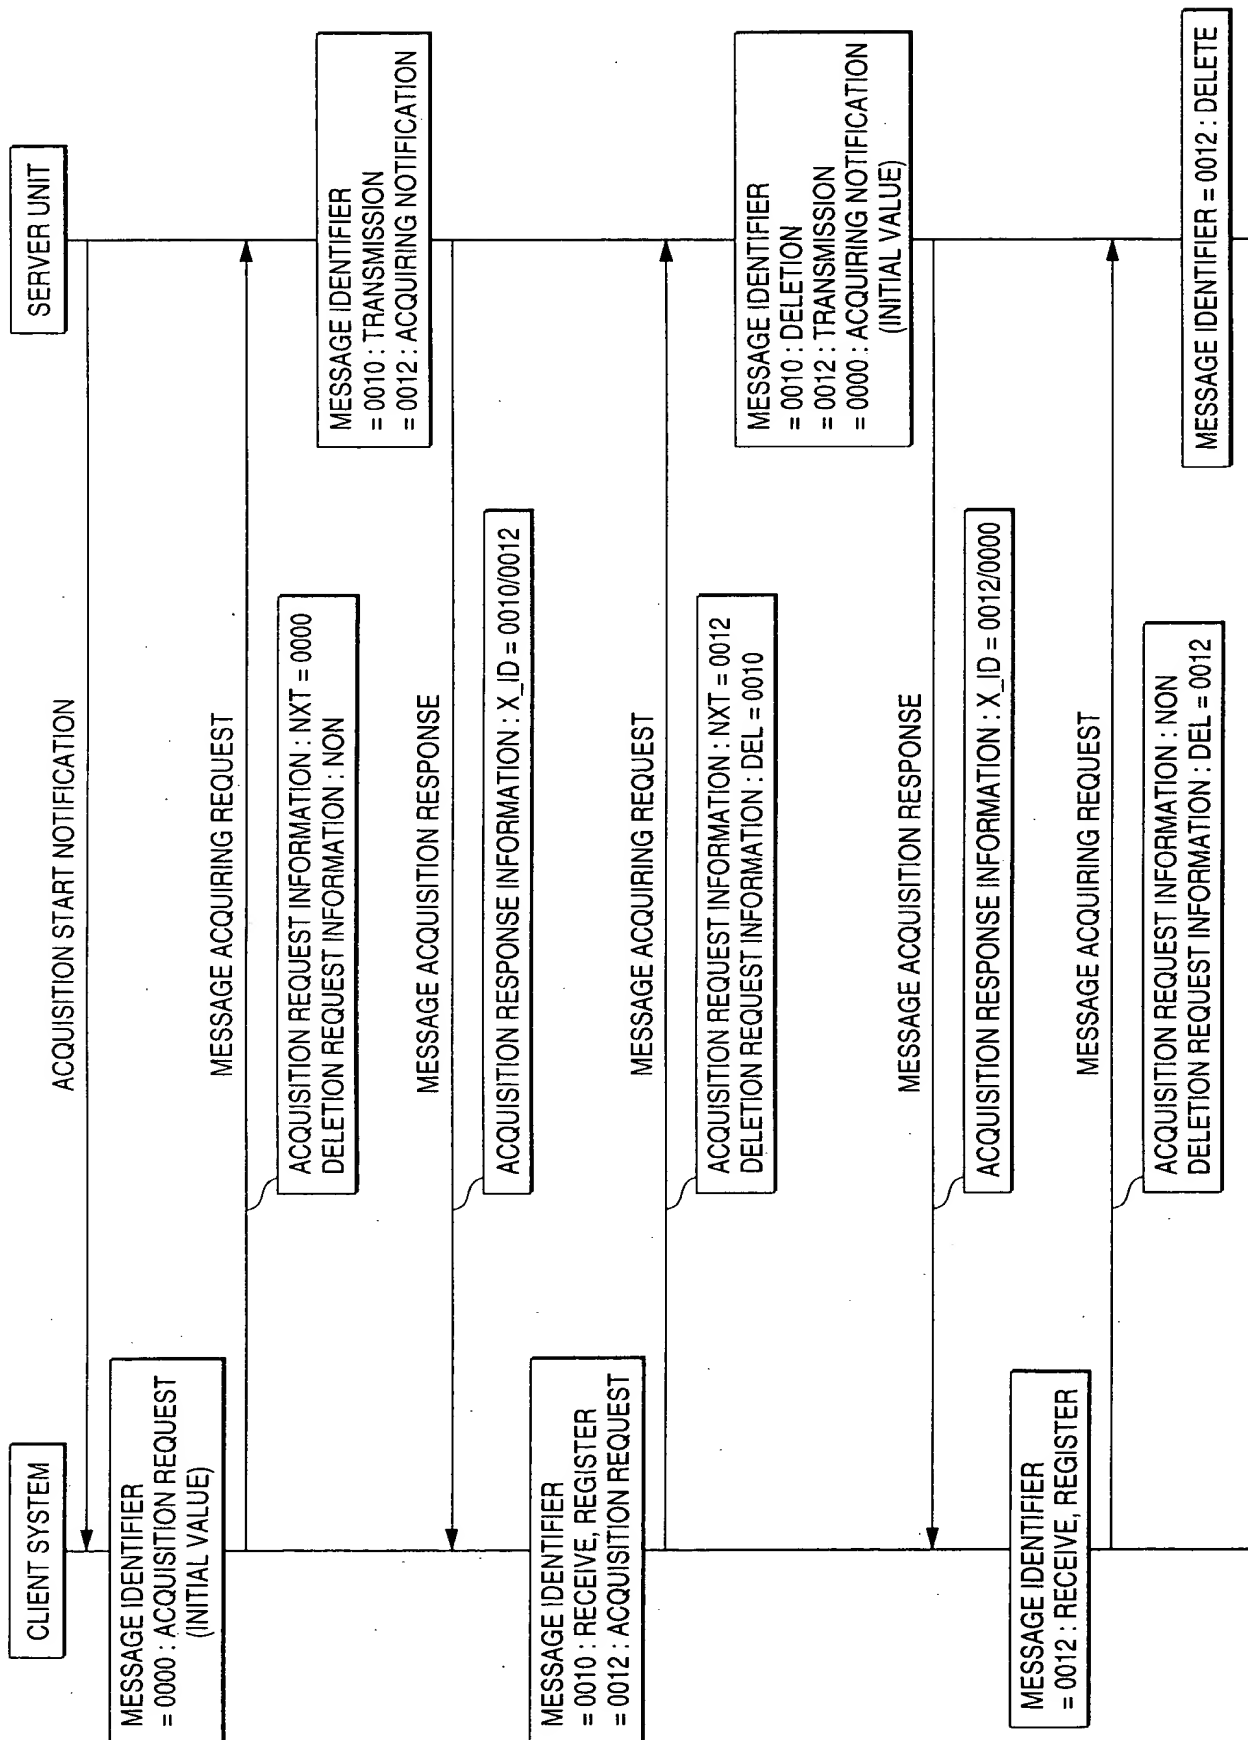 CLIENT SYSTEM
SERVER UNIT
ACQUISITION START NOTIFICATION
MESSAGE IDENTIFIER
= 0000 : ACQUISITION REQUEST
(INITIAL VALUE)
MESSAGE ACQUIRING REQUEST
ACQUISITION REQUEST INFORMATION : NXT = 0000
DELETION REQUEST INFORMATION : NON
MESSAGE IDENTIFIER
= 0010 : TRANSMISSION
= 0012 : ACQUIRING NOTIFICATION
MESSAGE ACQUISITION RESPONSE
ACQUISITION RESPONSE INFORMATION : X_ID = 0010/0012
MESSAGE IDENTIFIER
= 0010 : RECEIVE, REGISTER
= 0012 : ACQUISITION REQUEST
MESSAGE ACQUIRING REQUEST
ACQUISITION REQUEST INFORMATION : NXT = 0012
DELETION REQUEST INFORMATION : DEL = 0010
MESSAGE IDENTIFIER
= 0010 : DELETION
= 0012 : TRANSMISSION
= 0000 : ACQUIRING NOTIFICATION
(INITIAL VALUE)
MESSAGE ACQUISITION RESPONSE
ACQUISITION RESPONSE INFORMATION : X_ID = 0012/0000
MESSAGE IDENTIFIER
= 0012 : RECEIVE, REGISTER
MESSAGE ACQUIRING REQUEST
ACQUISITION REQUEST INFORMATION : NON
DELETION REQUEST INFORMATION : DEL = 0012
MESSAGE IDENTIFIER = 0012 : DELETE